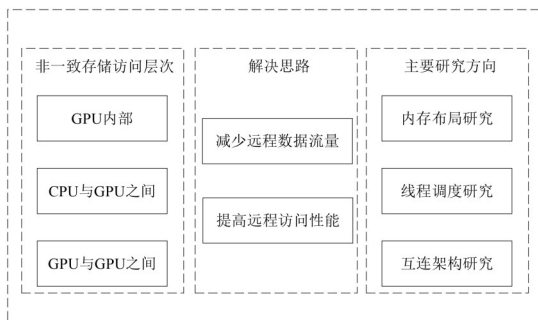 非一致存储访问层次
GPU内部
CPU与GPU之间
GPU与GPU之间
解决思路
减少远程数据流量
提高远程访问性能
主要研究方向
内存布局研究
线程调度研究
互连架构研究